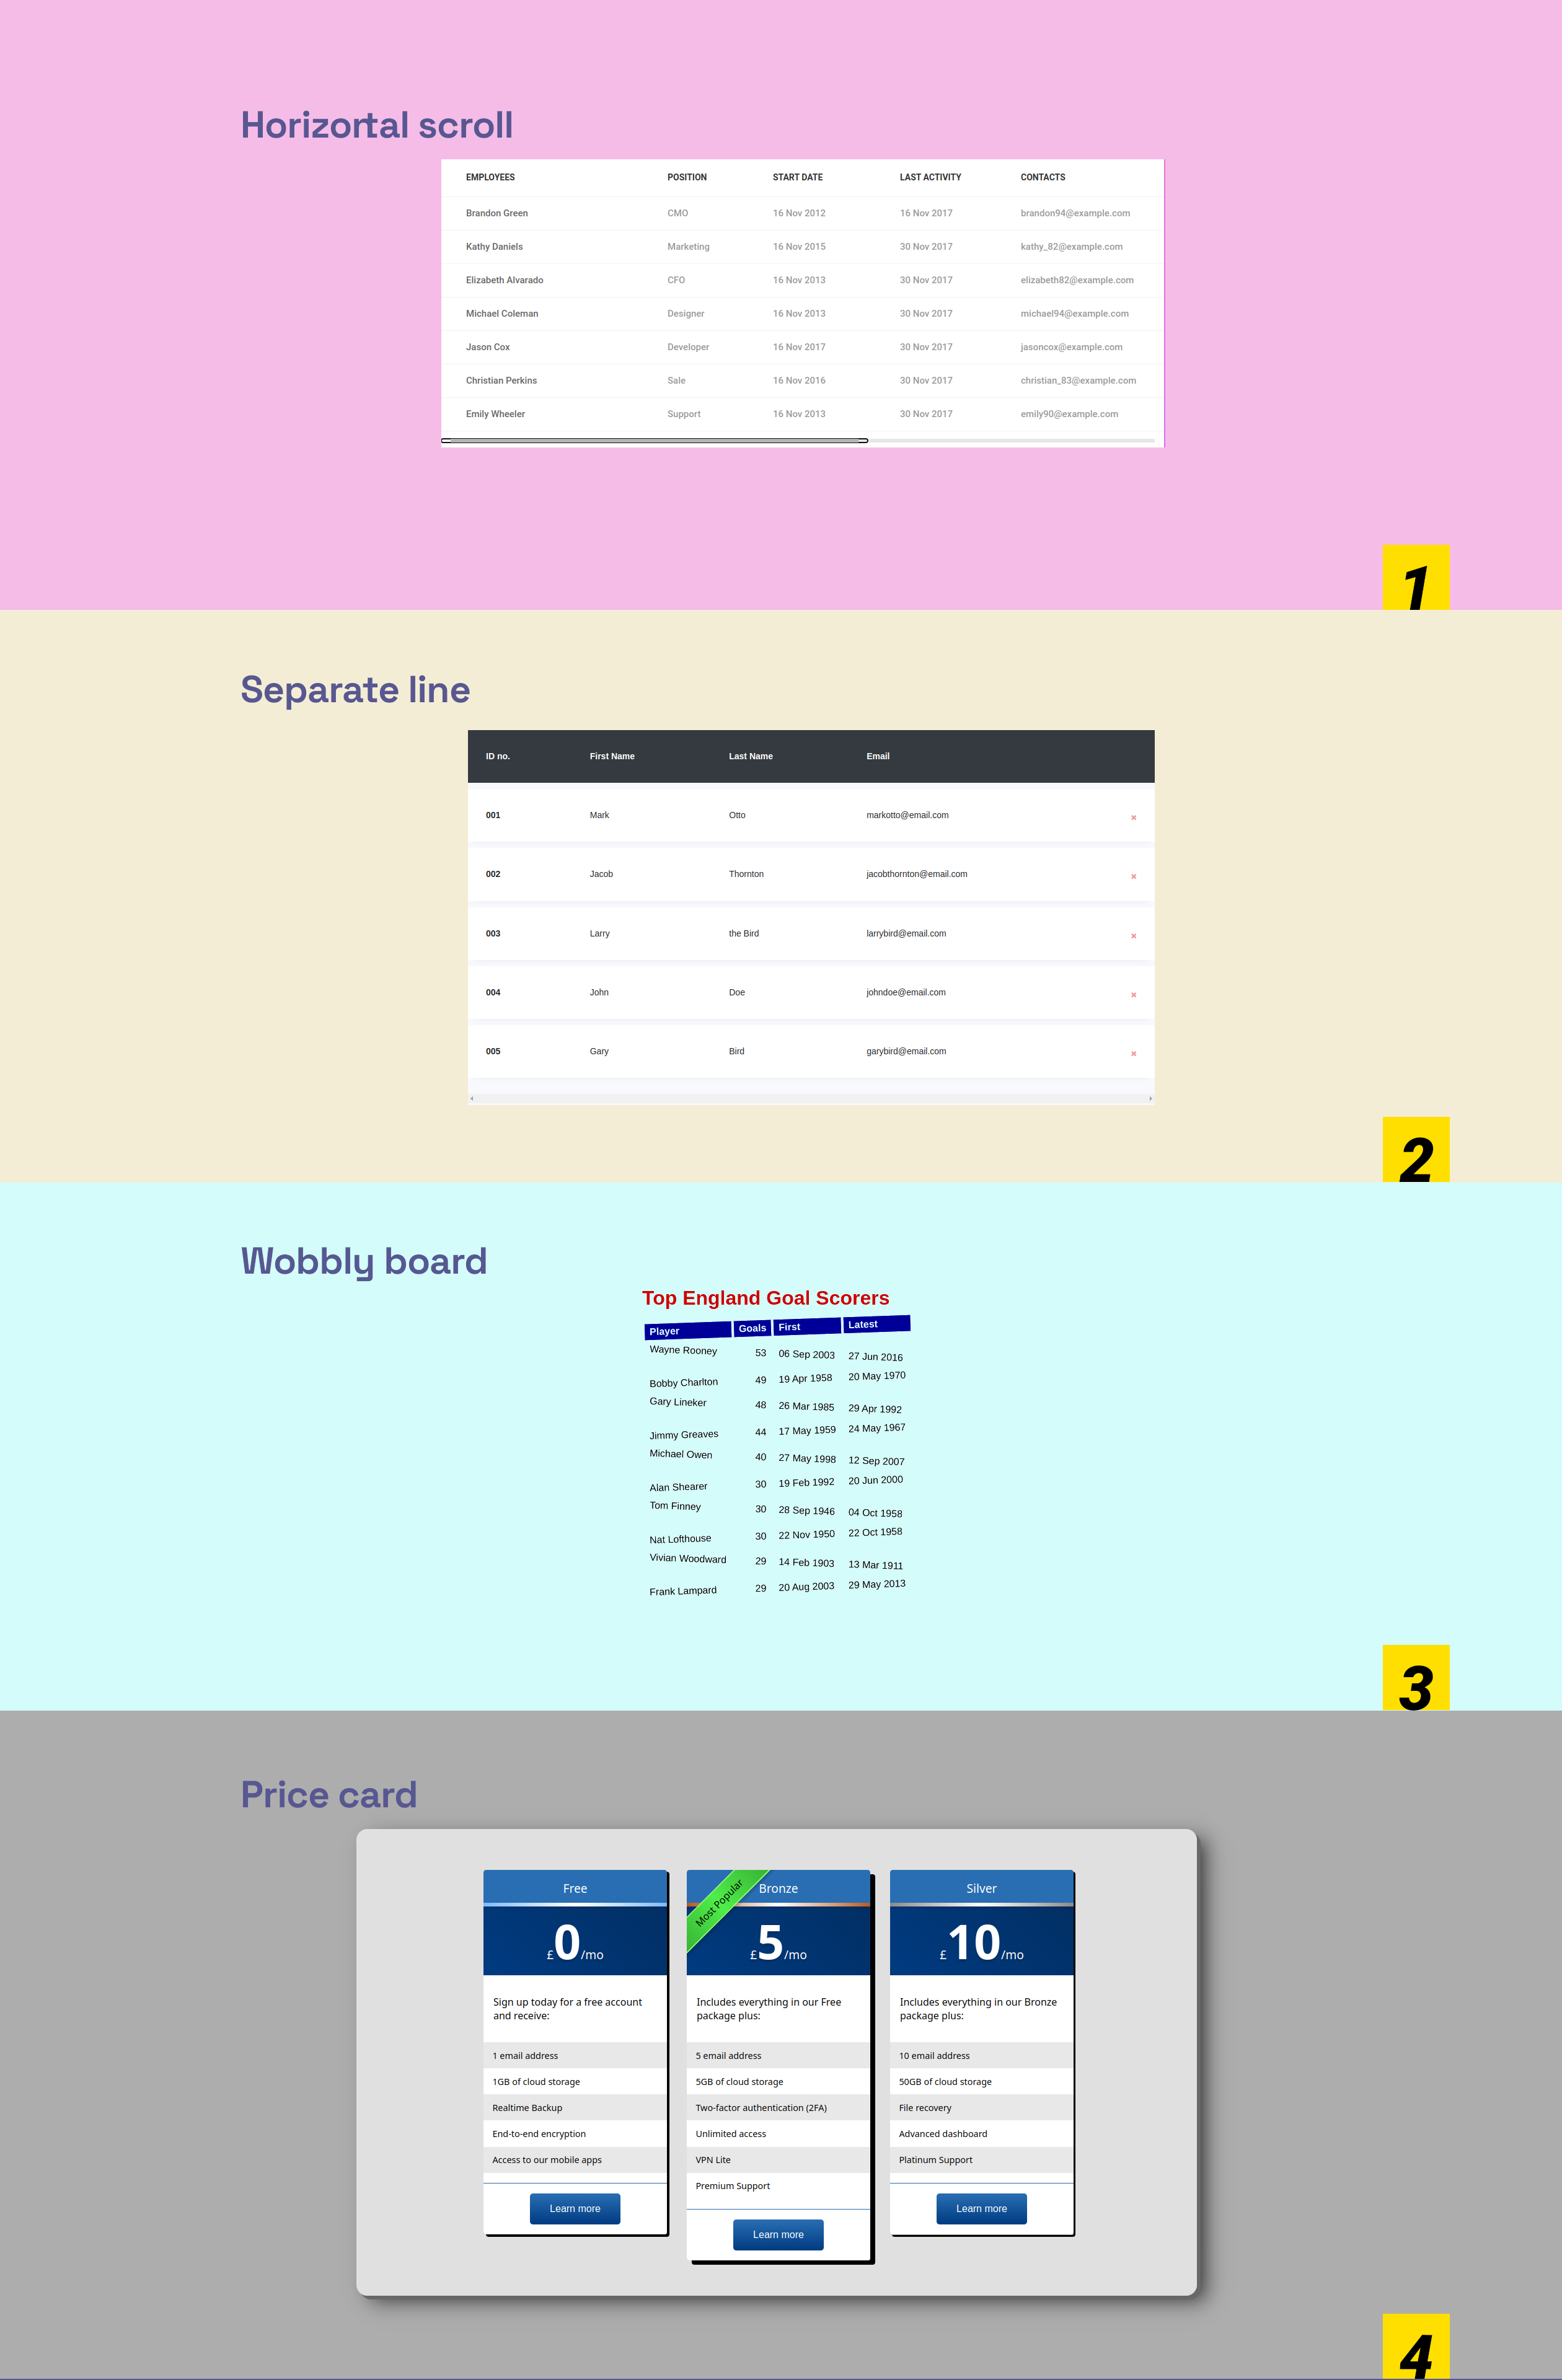 Horizortal scroll
EMPLOYEES POSITION START DATE LAST ACTIVITY CONTACTS
Brandon Green CMO 16 Nov 2012 16 Nov 2017 brandon94@example.com
Kathy Daniels Marketing 16 Nov 2015 30 Nov 2017 kathy_82@example.com
Elizabeth Alvarado CFO 16 Nov 2013 30 Nov 2017 elizabeth82@example.com
Michael Coleman Designer 16 Nov 2013 30 Nov 2017 michael94@example.com
Jason Cox Developer 16 Nov 2017 30 Nov 2017 jasoncox@example.com
Christian Perkins Sale 16 Nov 2016 30 Nov 2017 christian_83@example.com
Emily Wheeler Support 16 Nov 2013 30 Nov 2017 emily90@example.com
1
Separate line
ID no. First Name Last Name Email
001 Mark Otto markotto@email.com
002 Jacob Thornton jacobthornton@email.com
003 Larry the Bird larrybird@email.com
004 John Doe johndoe@email.com
005 Gary Bird garybird@email.com
2
Wobbly board
Top England Goal Scorers
Player Goals First Latest
Wayne Rooney 53 06 Sep 2003 27 Jun 2016
Bobby Charlton 49 19 Apr 1958 20 May 1970
Gary Lineker 48 26 Mar 1985 29 Apr 1992
Jimmy Greaves 44 17 May 1959 24 May 1967
Michael Owen 40 27 May 1998 12 Sep 2007
Alan Shearer 30 19 Feb 1992 20 Jun 2000
Tom Finney 30 28 Sep 1946 04 Oct 1958
Nat Lofthouse 30 22 Nov 1950 22 Oct 1958
Vivian Woodward 29 14 Feb 1903 13 Mar 1911
Frank Lampard 29 20 Aug 2003 29 May 2013
3
Price card
Free
£0/mo
Sign up today for a free account
and receive:
1 email address
1GB of cloud storage
Realtime Backup
End-to-end encryption
Access to our mobile apps
Learn more
Most Popular
Bronze
£5/mo
Includes everything in our Free
package plus:
5 email address
5GB of cloud storage
Two-factor authentication (2FA)
Unlimited access
VPN Lite
Premium Support
Learn more
Silver
£10/mo
Includes everything in our Bronze
package plus:
10 email address
50GB of cloud storage
File recovery
Advanced dashboard
Platinum Support
Learn more
4